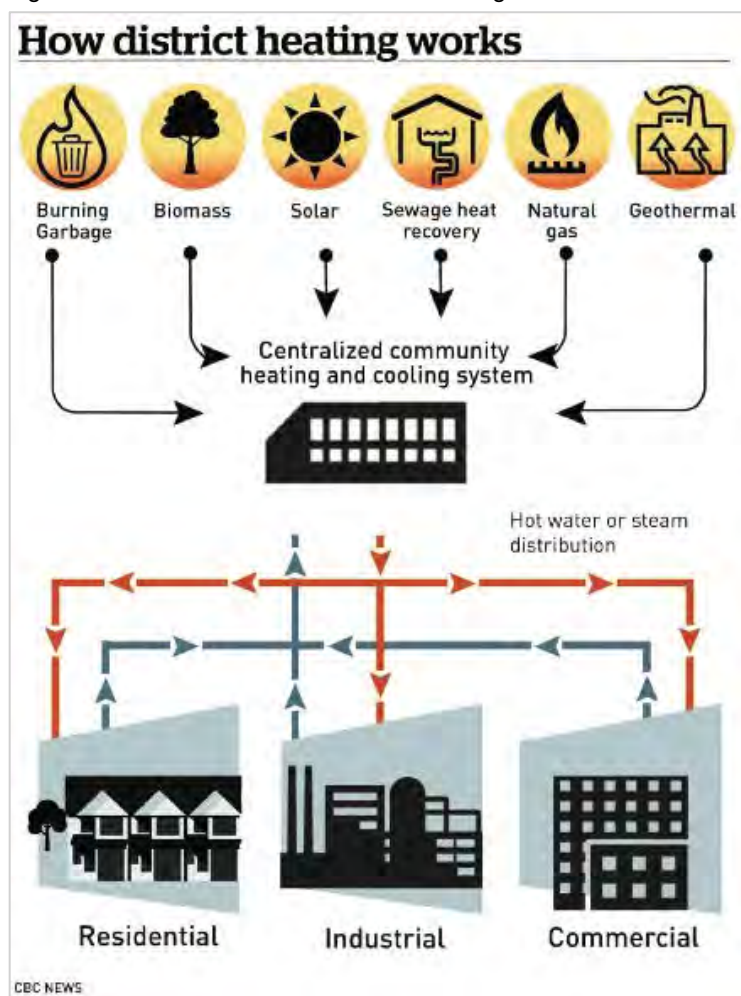 How district heating works
Burning
Garbage
Biomass
Solar
Sewage heat
recovery
Natural
gas
Geothermal
Centralized community
heating and cooling system
Hot water or steam
distribution
Residential
Industrial
Commercial
CBC NEWS